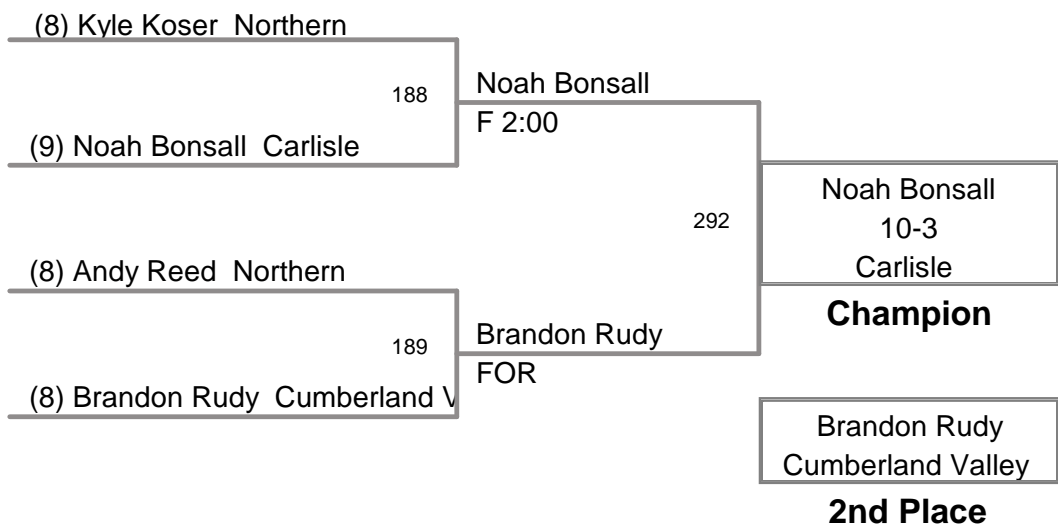 (8) Kyle Koser Northern
188
Noah Bonsall
F 2:00
(9) Noah Bonsall Carlisle
292
Noah Bonsall
10-3
Carlisle
Champion
(8) Andy Reed Northern
189
Brandon Rudy
FOR
(8) Brandon Rudy Cumberland V
Brandon Rudy
Cumberland Valley
2nd Place